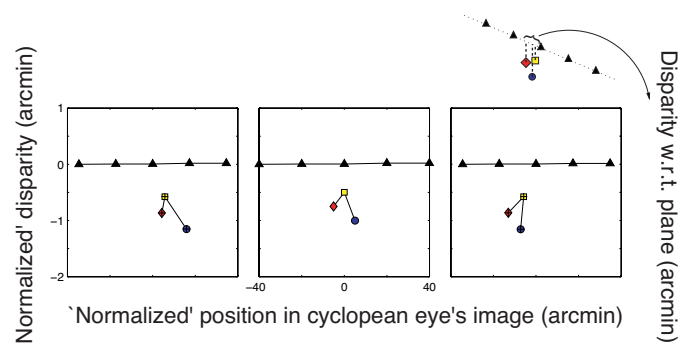 Normalized' disparity (arcmin)
1
0
−1
−2
−40
0
40
`Normalized' position in cyclopean eye's image (arcmin)
Disparity w.r.t. plane (arcmin)